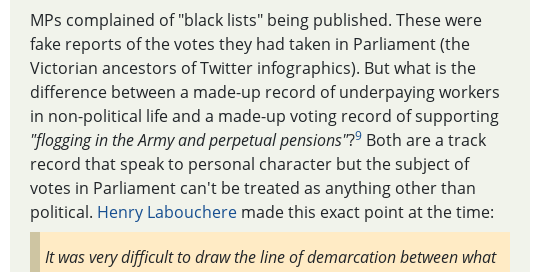 MPs complained of "black lists" being published. These were
fake reports of the votes they had taken in Parliament (the
Victorian ancestors of Twitter infographics). But what is the
difference between a made-up record of underpaying workers
in non-political life and a made-up voting record of supporting
"flogging in the Army and perpetual pensions"?9 Both are a track
record that speak to personal character but the subject of
votes in Parliament can't be treated as anything other than
political. Henry Labouchere made this exact point at the time:
It was very difficult to draw the line of demarcation between what